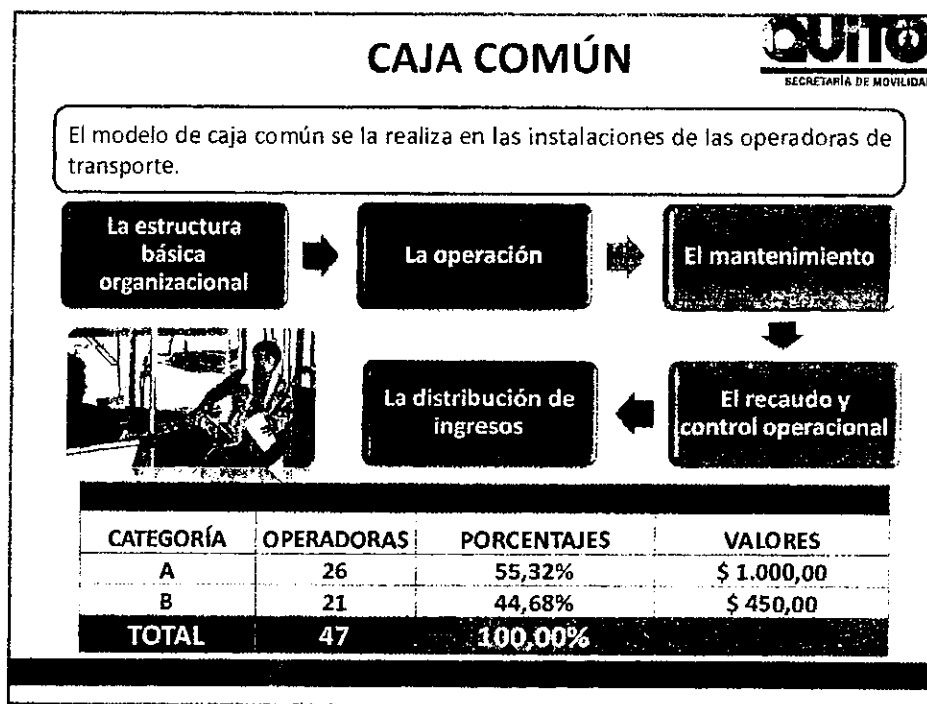 CAJA COMÚN
QUITO
SECRETARÍA DE MOVILIDAD
El modelo de caja común se la realiza en las instalaciones de las operadoras de
transporte.
La estructura
básica
organizacional
La operación
El mantenimiento
La distribución de
ingresos
El recaudo y
control operacional
CATEGORÍA OPERADORAS PORCENTAJES VALORES
A 26 55,32% $ 1.000,00
B 21 44,68% $ 450,00
TOTAL 47 100,00%